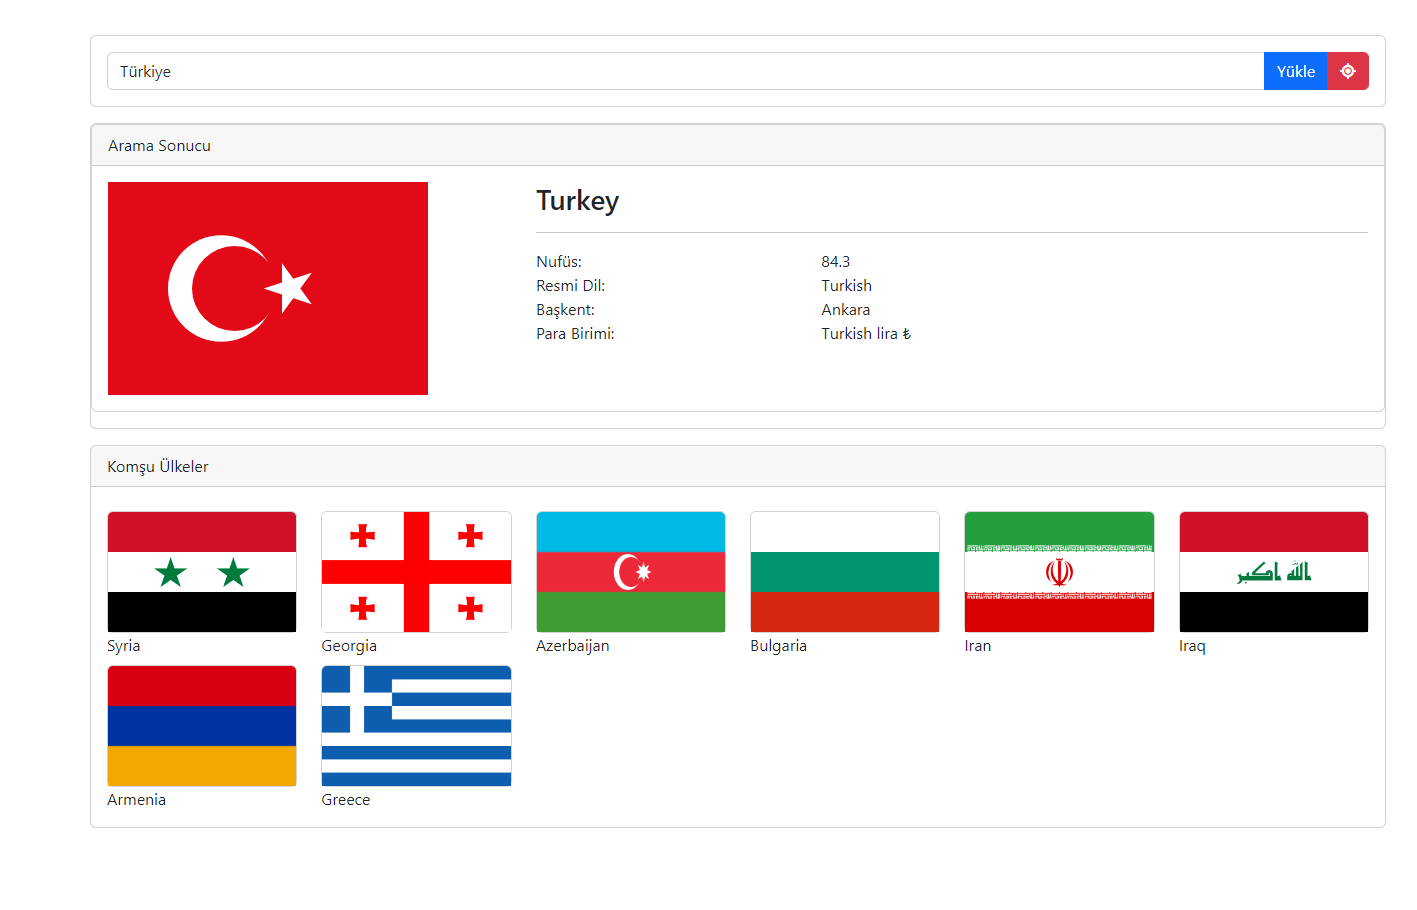 Türkiye
Yükle
Arama Sonucu
Turkey
Nufüs: 84.3
Resmi Dil: Turkish
Başkent: Ankara
Para Birimi: Turkish lira ₺
Komşu Ülkeler
الله اكبر
Syria Georgia Azerbaijan Bulgaria Iran Iraq
Armenia Greece